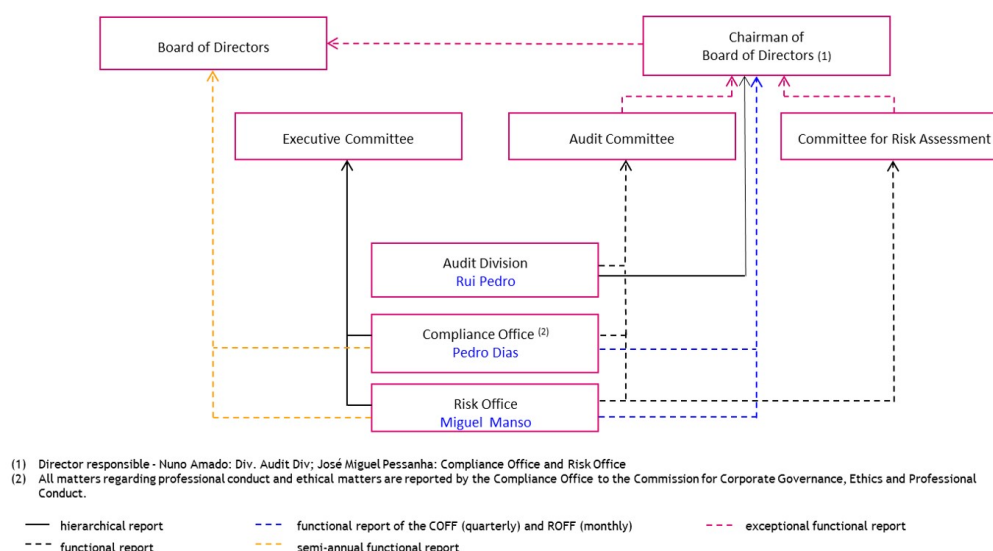 Board of Directors
Chairman of
Board of Directors (1)
Executive Committee
Audit Committee
Committee for Risk Assessment
Audit Division
Rui Pedro
Compliance Office (2)
Pedro Dias
Risk Office
Miguel Manso
(1) Director responsible - Nuno Amado: Div. Audit Div; José Miguel Pessanha: Compliance Office and Risk Office
(2) All matters regarding professional conduct and ethical matters are reported by the Compliance Office to the Commission for Corporate Governance, Ethics and Professional
Conduct.
hierarchical report
functional report of the COFF (quarterly) and ROFF (monthly)
exceptional functional report
functional report
semi-annual functional report